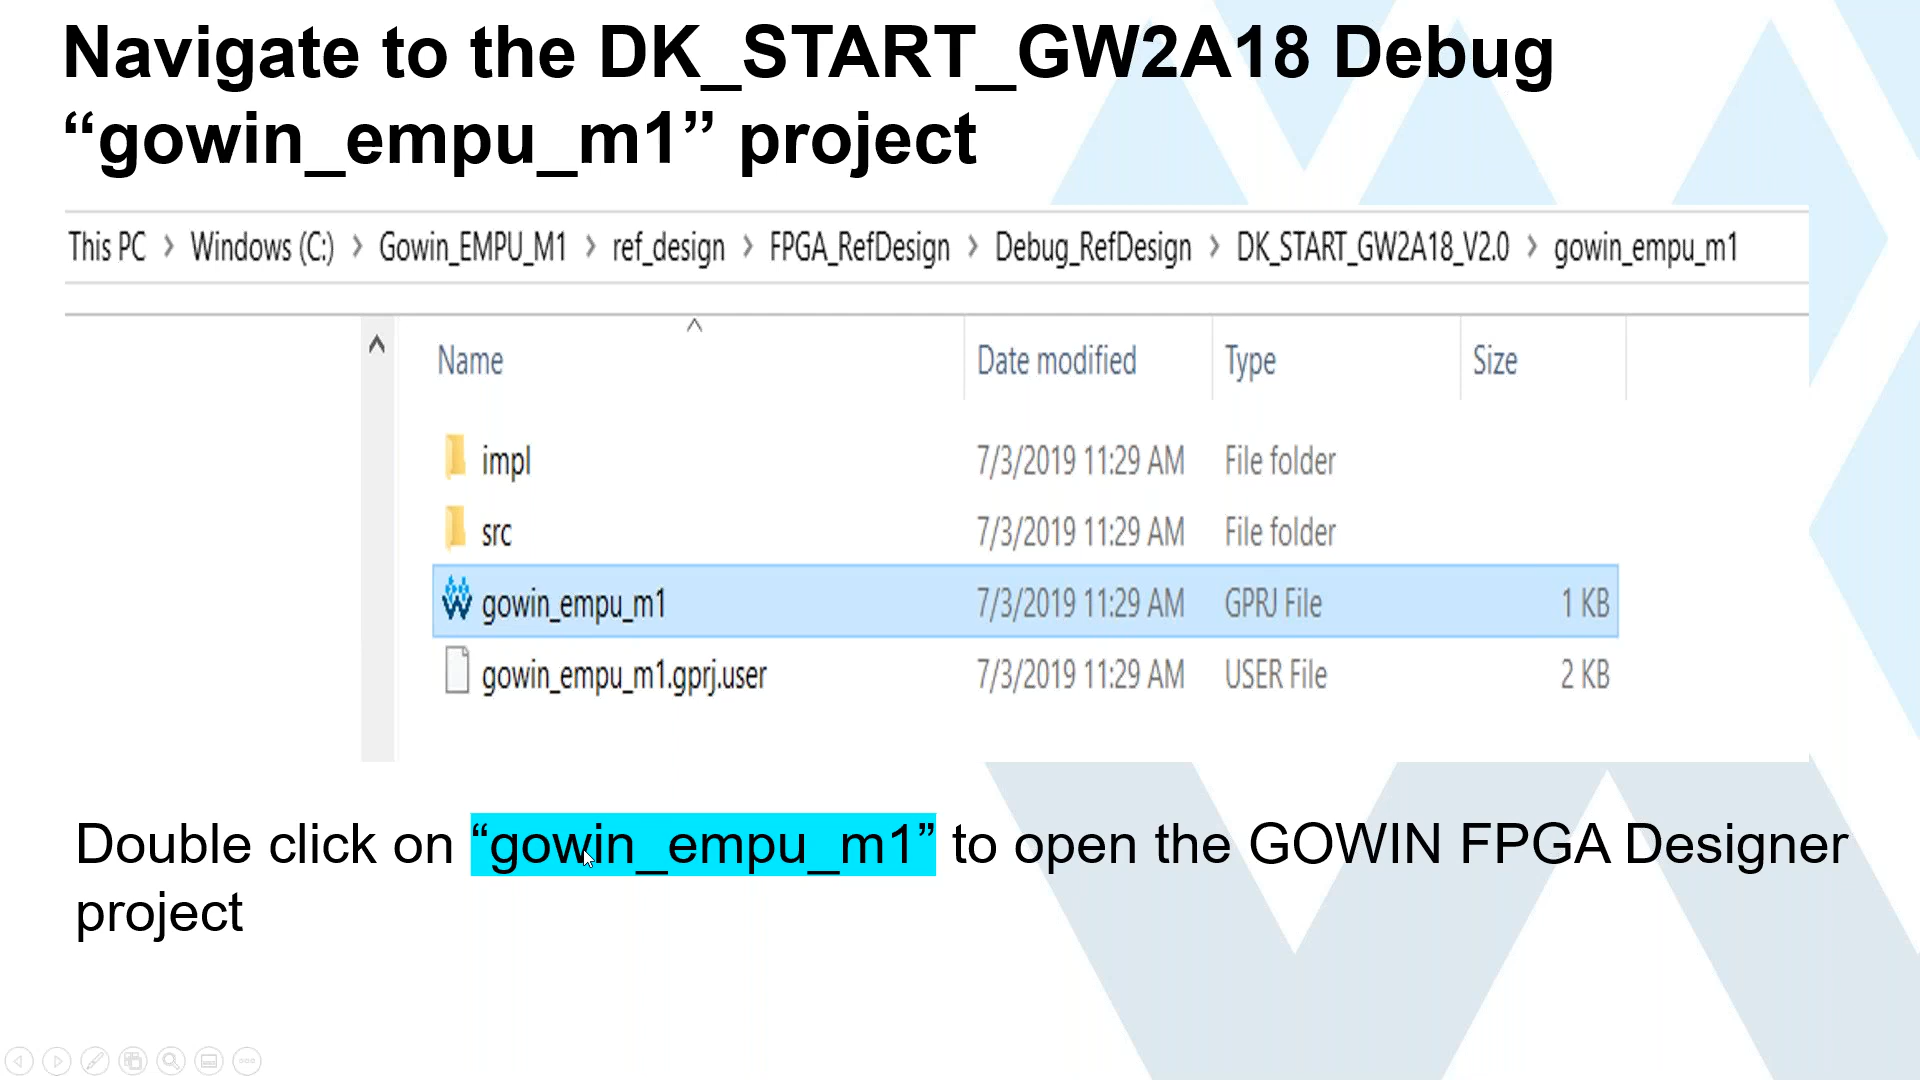 Navigate to the DK_START_GW2A18 Debug
“gowin_empu_m1” project
This PC > Windows (C:) > Gowin_EMPU_M1 > ref_design > FPGA_RefDesign > Debug_RefDesign > DK_START_GW2A18_V2.0 > gowin_empu_m1
Name Date modified Type Size
impl 7/3/2019 11:29 AM File folder
src 7/3/2019 11:29 AM File folder
gowin_empu_m1 7/3/2019 11:29 AM GPRJ File 1 KB
gowin_empu_m1.gprj.user 7/3/2019 11:29 AM USER File 2 KB
Double click on “gowin_empu_m1” to open the GOWIN FPGA Designer
project